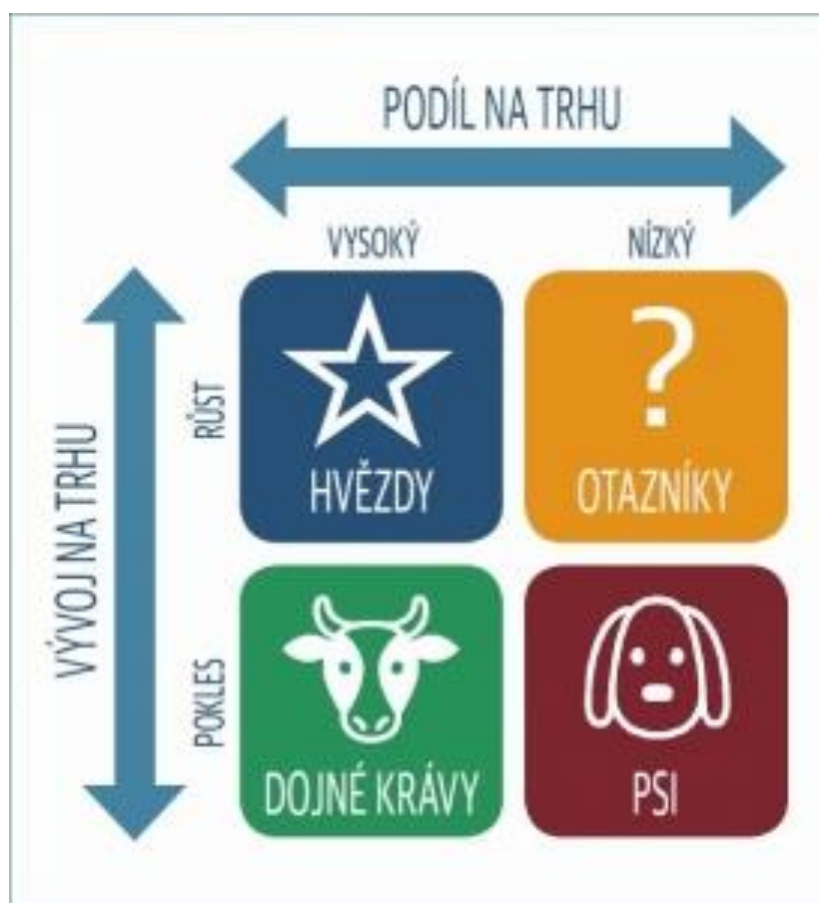 PODÍL NA TRHU
VYSOKÝ
NÍZKÝ
VÝVOJ NA TRHU
RŮST
?
HVĚZDY
OTAZNÍKY
POKLES
DOJNÉ KRÁVY
PSI